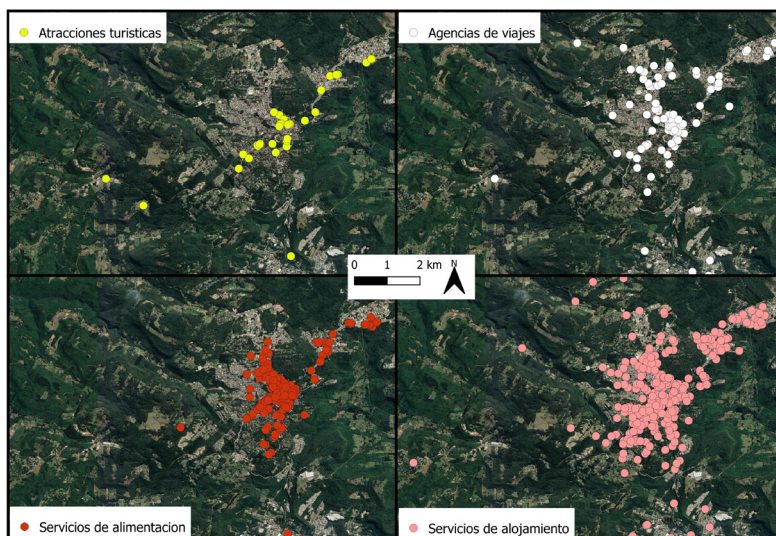 Atracciones turisticas
Agencias de viajes
0 1 2 km N
Servicios de alimentacion
Servicios de alojamiento